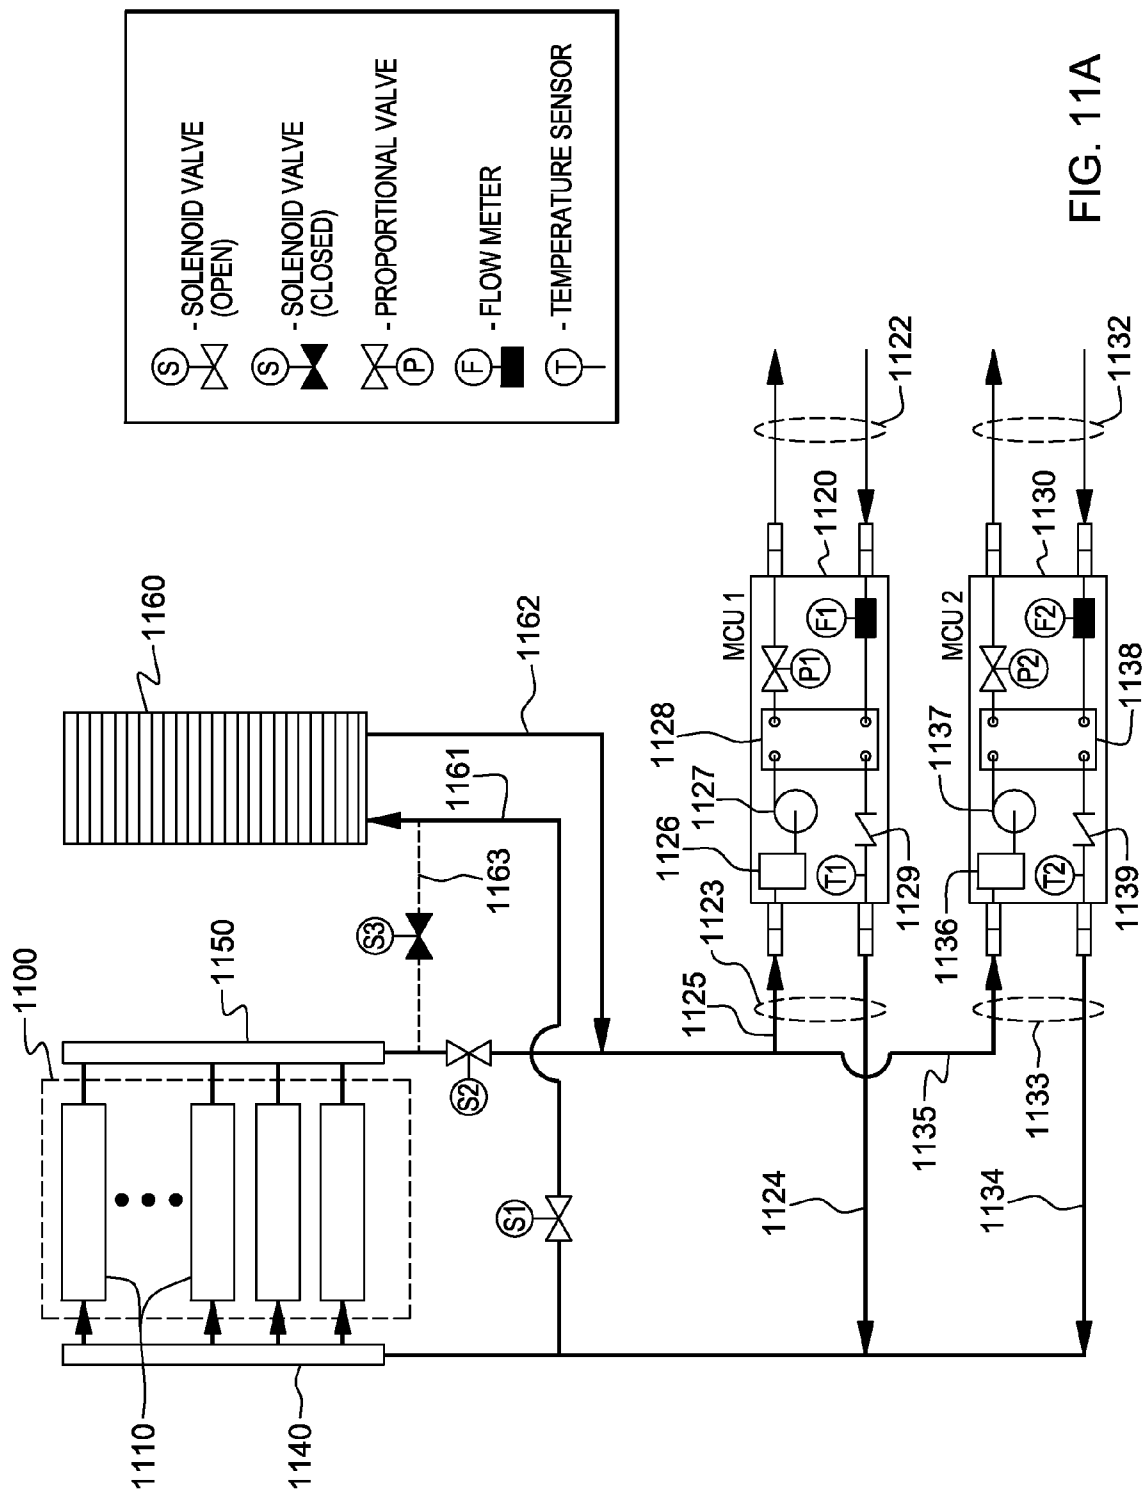 S - SOLENOID VALVE
(OPEN)
S - SOLENOID VALVE
(CLOSED)
P - PROPORTIONAL VALVE
F - FLOW METER
T - TEMPERATURE SENSOR
1100
1150
1160
1110
1140
S3
1163
1161
1162
S2
S1
1123
1125
1126
1127
1128
MCU 1
1120
P1
F1
T1
1129
1122
1124
1136
1137
MCU 2
1130
P2
F2
T2
1138
1139
1132
1135
1133
1134
FIG. 11A